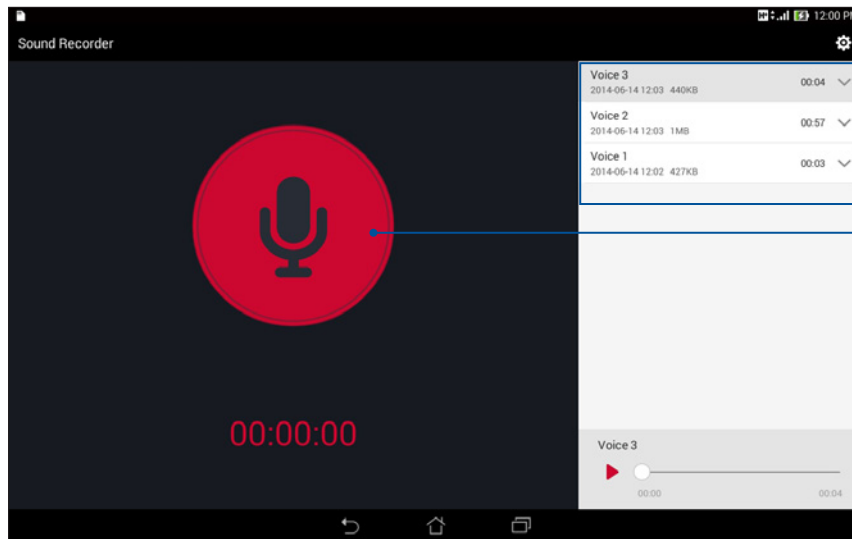 12:00 P
Sound Recorder
Voice 3
00:04
2014-06-14 12:03 440KB
Voice 2
00:57
2014-06-14 12:03 1MB
Voice 1
00:03
2014-06-14 12:02 427KB
00:00:00
Voice 3
00:00 00:04